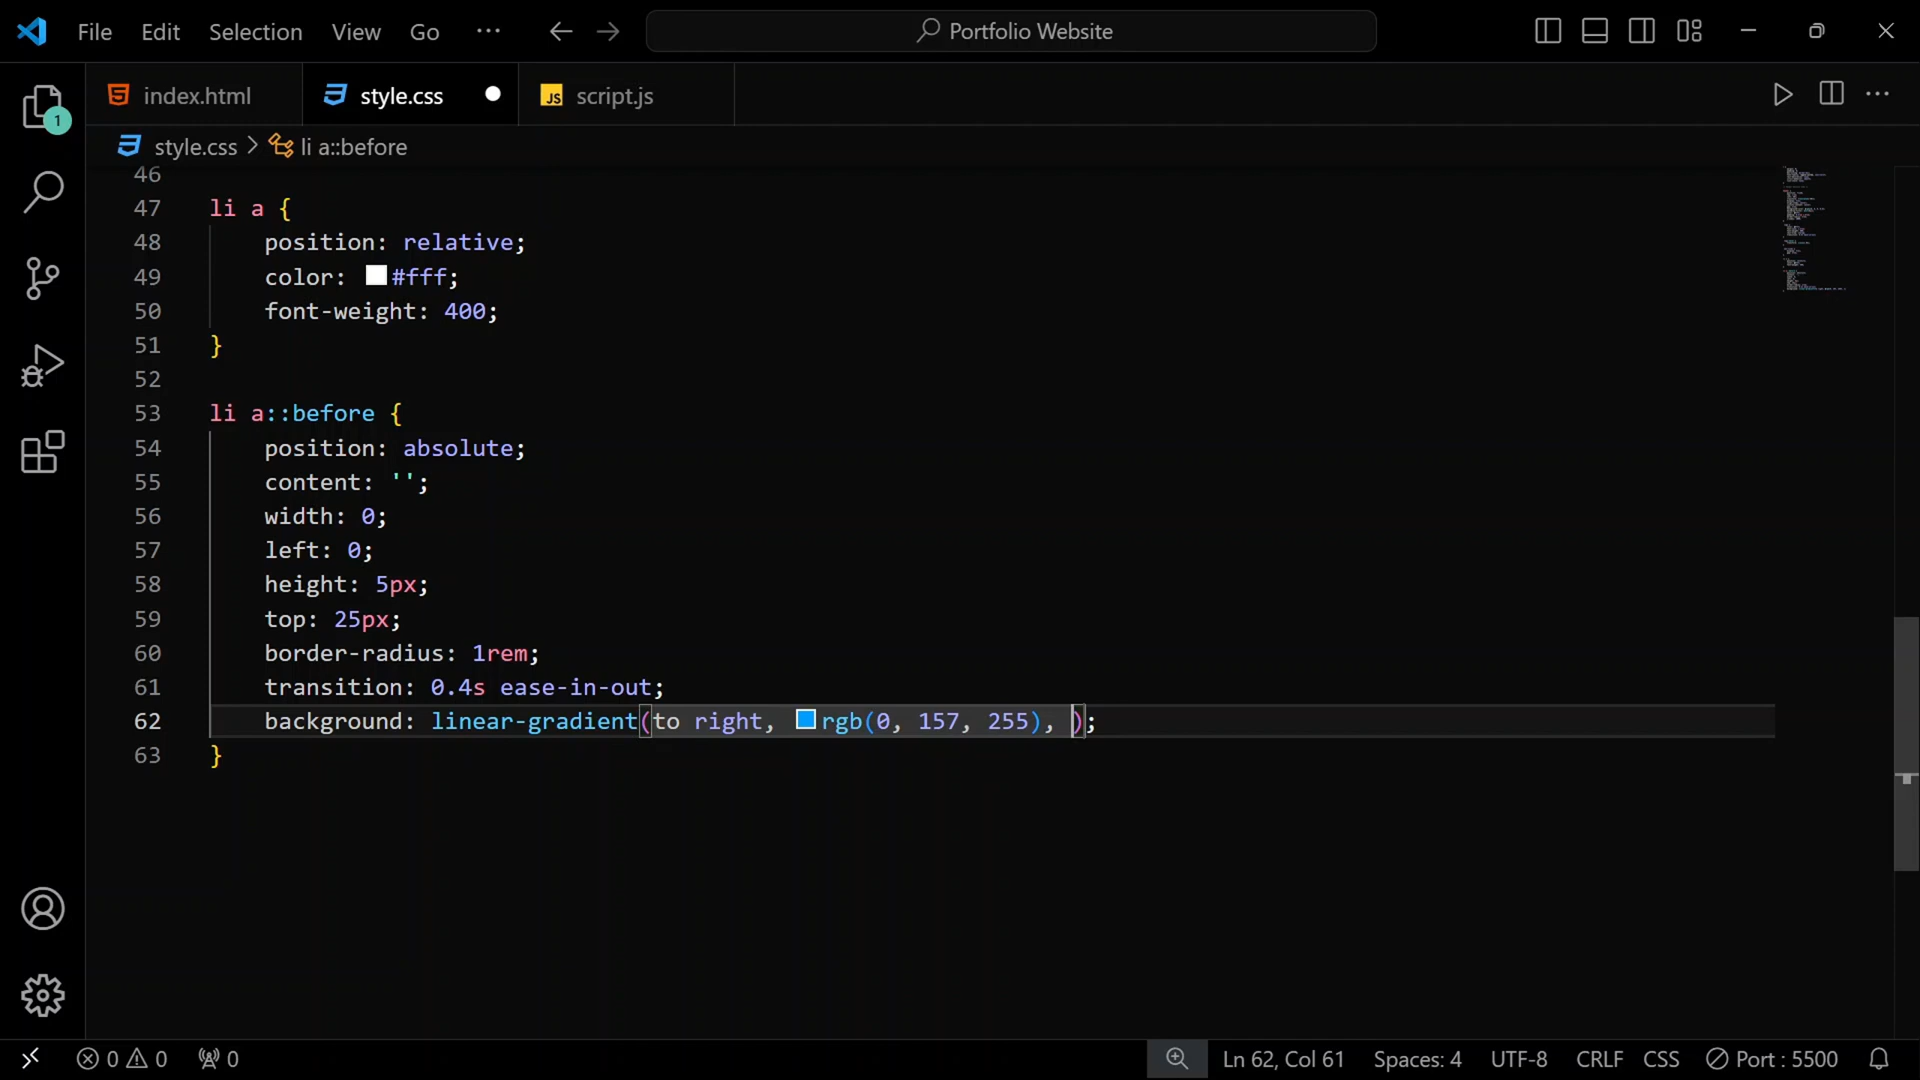 File Edit Selection View Go ··· Portfolio Website
1
index.html style.css JS script.js
style.css > li a::before
46
47 li a {
48     position: relative;
49     color: #fff;
50     font-weight: 400;
51 }
52
53 li a::before {
54     position: absolute;
55     content: '';
56     width: 0;
57     left: 0;
58     height: 5px;
59     top: 25px;
60     border-radius: 1rem;
61     transition: 0.4s ease-in-out;
62     background: linear-gradient(to right, rgb(0, 157, 255), );
63 }
0 0 0 Ln 62, Col 61 Spaces: 4 UTF-8 CRLF CSS Port : 5500